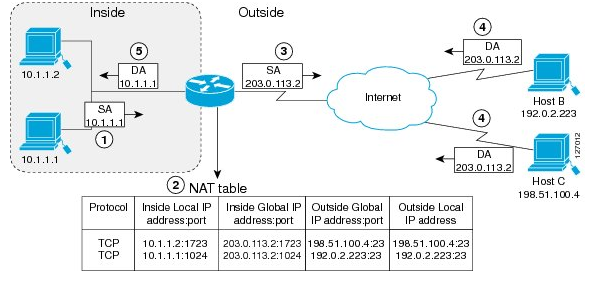 Inside
Outside
5
DA
10.1.1.1
10.1.1.2
SA
10.1.1.1
1
10.1.1.1
3
SA
203.0.113.2
Internet
4
DA
203.0.113.2
Host B
192.0.2.223
4
DA
203.0.113.2
Host C
198.51.100.4
127012
2 NAT table
Protocol
Inside Local IP
address:port
Inside Global IP
address:port
Outside Global
IP address:port
Outside Local
IP address
TCP 10.1.1.2:1723 203.0.113.2:1723 198.51.100.4:23 198.51.100.4:23
TCP 10.1.1.1:1024 203.0.113.2:1024 192.0.2.223:23 192.0.2.223:23